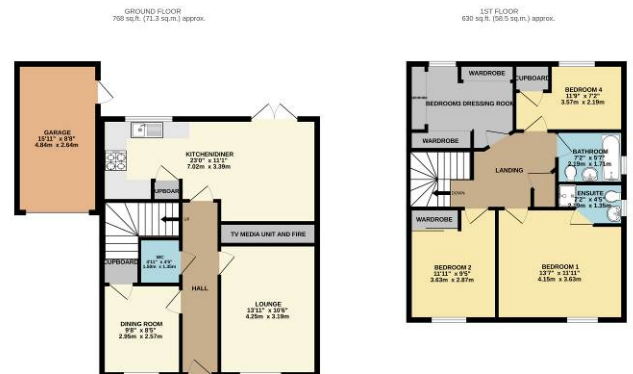 GROUND FLOOR
768 sq.ft. (71.3 sq.m.) approx.
GARAGE
15'11" x 8'8"
4.84m x 2.64m
KITCHEN/DINER
23'0" x 11'1"
7.02m x 3.39m
UPBOAR
UP
TV MEDIA UNIT AND FIRE
WC
CUPBOARD
HALL
LOUNGE
13'11" x 10'6"
4.25m x 3.19m
DINING ROOM
9'8" x 8'5"
2.95m x 2.57m
1ST FLOOR
630 sq.ft. (58.5 sq.m.) approx.
WARDROBE
CUPBOARD
BEDROOM 4
11'9" x 7'2"
3.57m x 2.19m
BEDROOM3 DRESSING ROOM
WARDROBE
BATHROOM
7'2" x 5'7"
2.19m x 1.71m
LANDING
DOWN
ENSUITE
7'2" x 4'5"
2.19m x 1.35m
WARDROBE
BEDROOM 2
11'11" x 9'5"
3.63m x 2.87m
BEDROOM 1
13'7" x 11'11"
4.15m x 3.63m